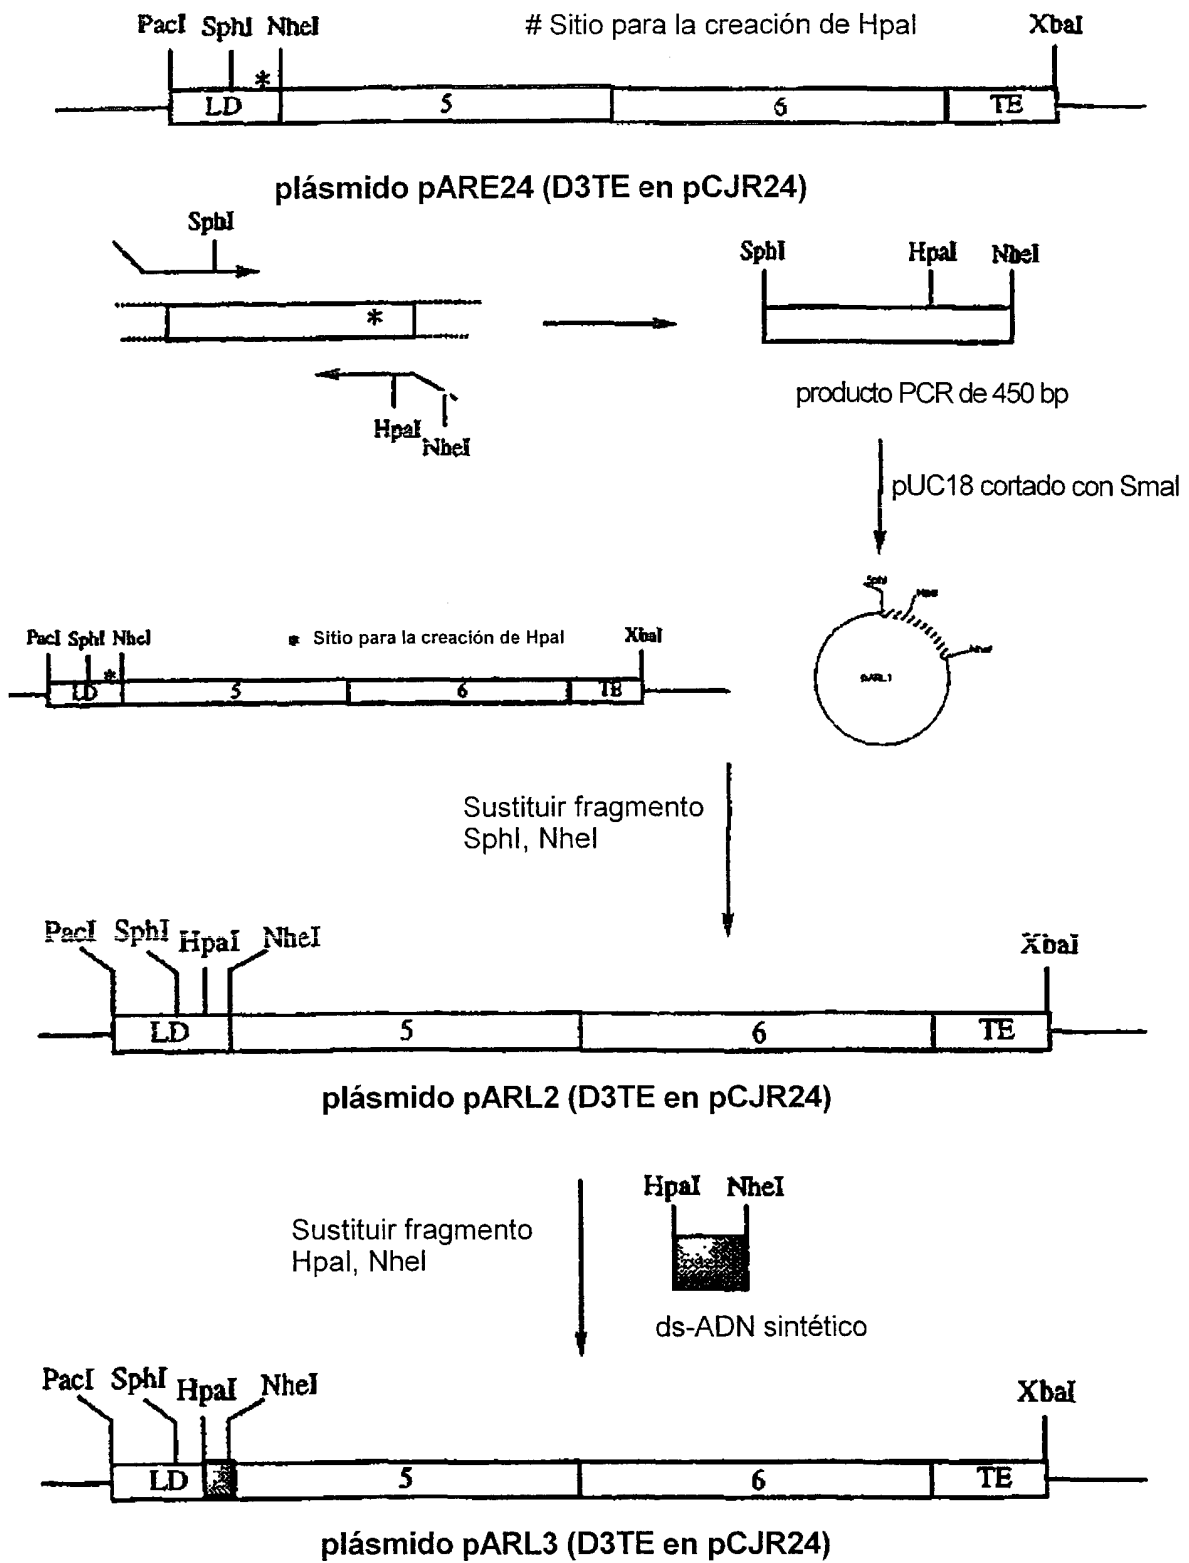 PacI SphI NheI # Sitio para la creación de HpaI XbaI
*
LD 5 6 TE
plásmido pARE24 (D3TE en pCJR24)
SphI
*
HpaI
NheI
SphI HpaI NheI
producto PCR de 450 bp
pUC18 cortado con SmaI
SphI
HpaI
NheI
pARL1
PacI SphI NheI * Sitio para la creación de HpaI XbaI
*
LD 5 6 TE
Sustituir fragmento
SphI, NheI
PacI SphI HpaI NheI XbaI
LD 5 6 TE
plásmido pARL2 (D3TE en pCJR24)
Sustituir fragmento
HpaI, NheI
HpaI NheI
ds-ADN sintético
PacI SphI HpaI NheI XbaI
LD 5 6 TE
plásmido pARL3 (D3TE en pCJR24)